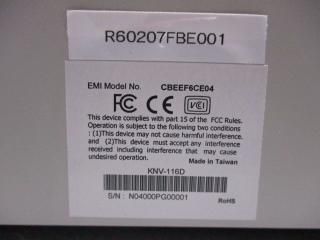 R60207FBE001
EMI Model No. CBEEF6CE04
FC CE VCI
This device complies with part 15 of the FCC Rules.
Operation is subject to the following two conditions
: (1)This device may not cause harmful interference.
and (2)This device must accept any interference
received including interference that may cause
undesired operation.
Made in Taiwan
KNV-116D
S/N : N04000PG00001 RoHS